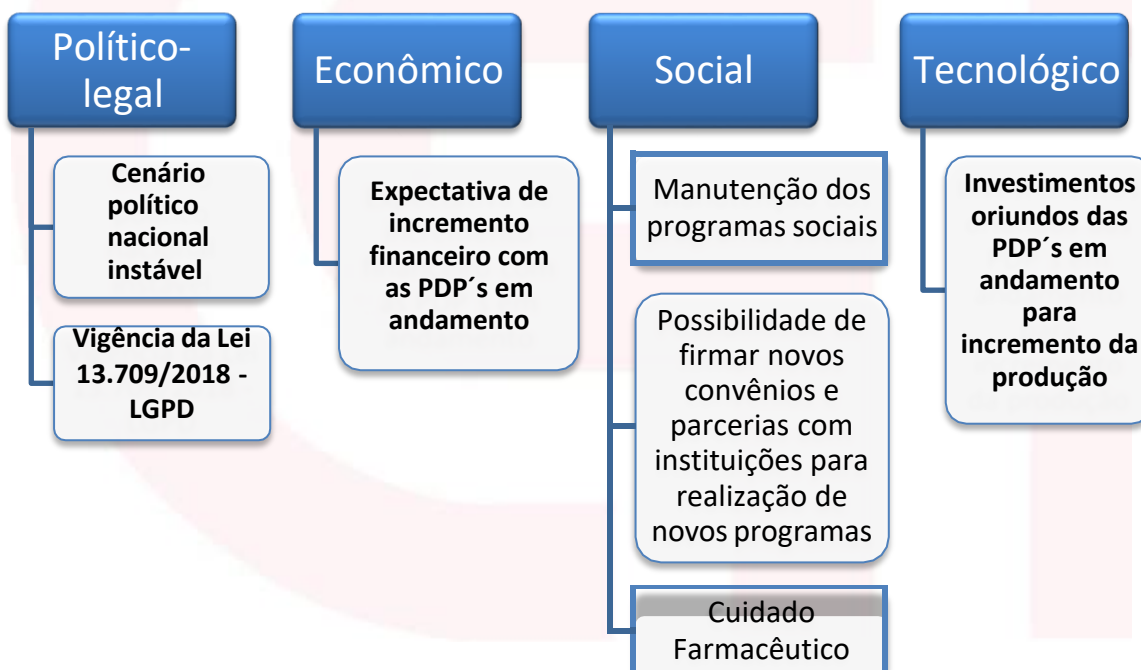 Político-
legal
Cenário
político
nacional
instável
Vigência da Lei
13.709/2018 -
LGPD
Econômico
Expectativa de
incremento
financeiro com
as PDP´s em
andamento
Social
Manutenção dos
programas sociais
Possibilidade de
firmar novos
convênios e
parcerias com
instituições para
realização de
novos programas
Cuidado
Farmacêutico
Tecnológico
Investimentos
oriundos das
PDP´s em
andamento
para
incremento da
produção